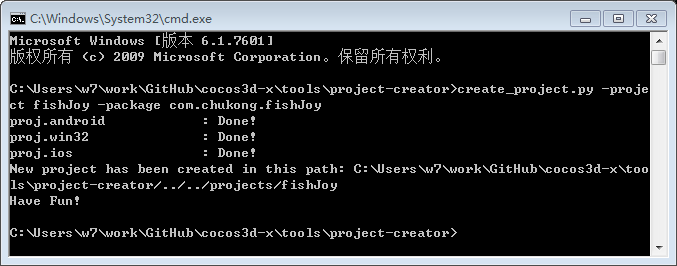 C:\Windows\System32\cmd.exe
Microsoft Windows [版本 6.1.7601]
版权所有 (c) 2009 Microsoft Corporation。保留所有权利。
C:\Users\w7\work\GitHub\cocos3d-x\tools\project-creator>create_project.py -proje
ct fishJoy -package com.chukong.fishJoy
proj.android            : Done!
proj.win32              : Done!
proj.ios                : Done!
New project has been created in this path: C:\Users\w7\work\GitHub\cocos3d-x\too
ls\project-creator/../../projects/fishJoy
Have Fun!
C:\Users\w7\work\GitHub\cocos3d-x\tools\project-creator>